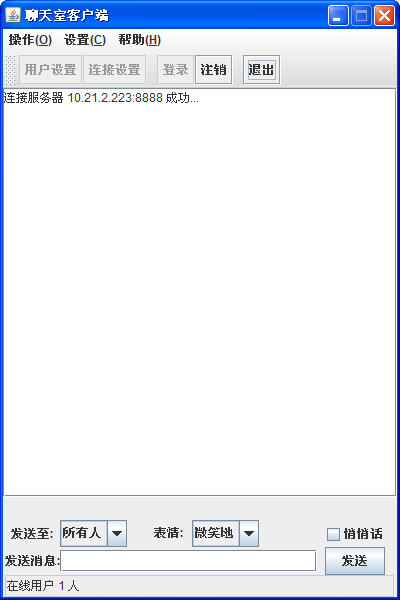 聊天室客户端
操作(O) 设置(C) 帮助(H)
用户设置 连接设置 登录 注销 退出
连接服务器 10.21.2.223:8888 成功...
发送至: 所有人 表情: 微笑地 悄悄话
发送消息: 发送
在线用户 1 人